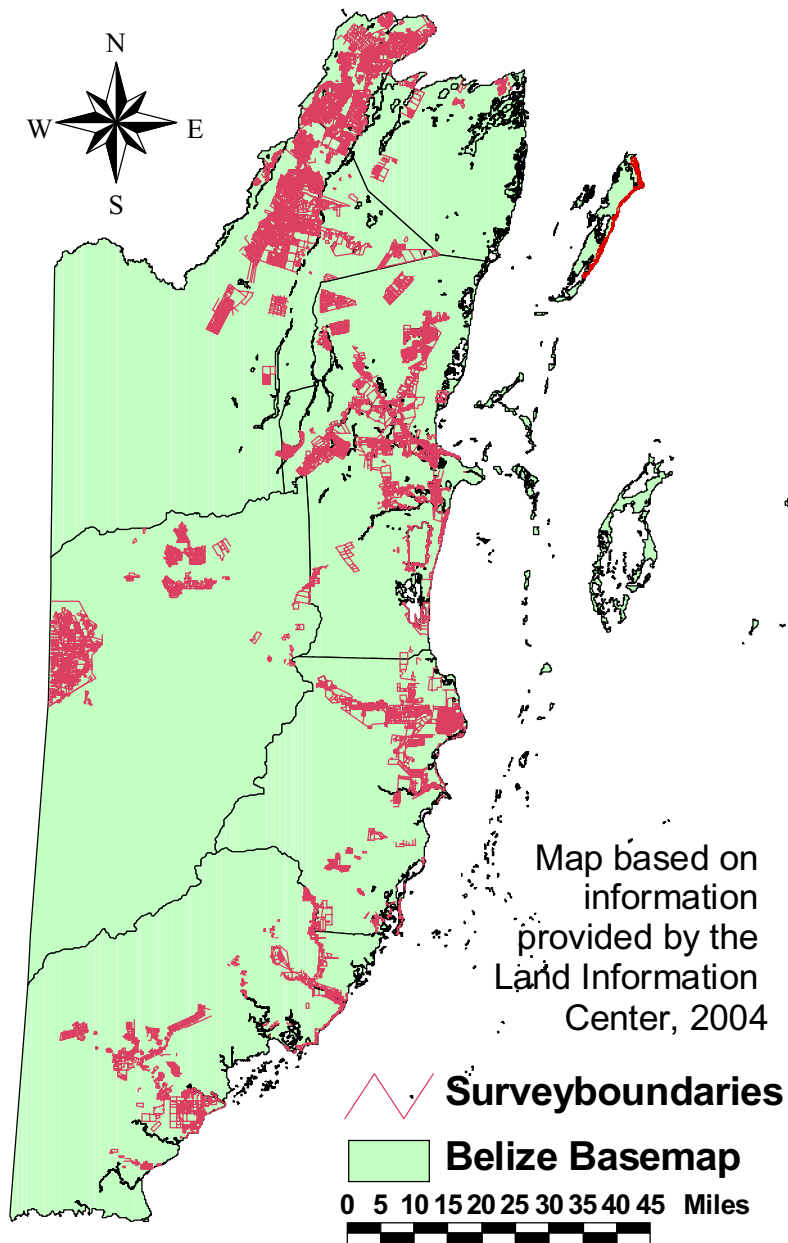 N
W E
S
Map based on
information
provided by the
Land Information
Center, 2004
Surveyboundaries
Belize Basemap
0 5 10 15 20 25 30 35 40 45 Miles